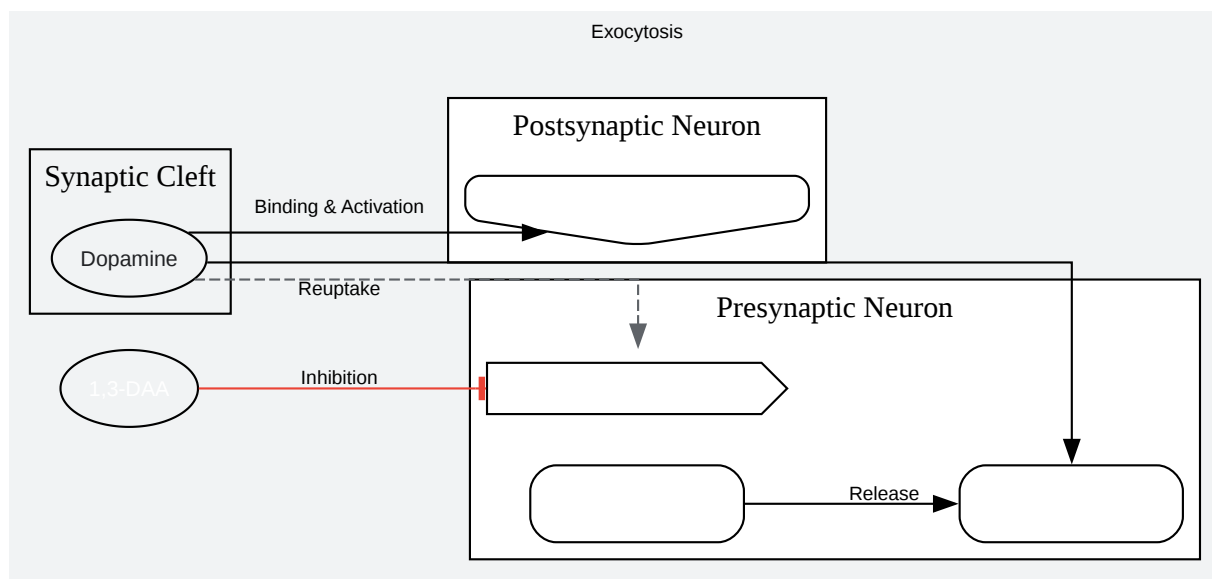 Exocytosis
Postsynaptic Neuron
Synaptic Cleft
Binding & Activation
Dopamine
Reuptake
Presynaptic Neuron
1,3-DAA
Inhibition
Release